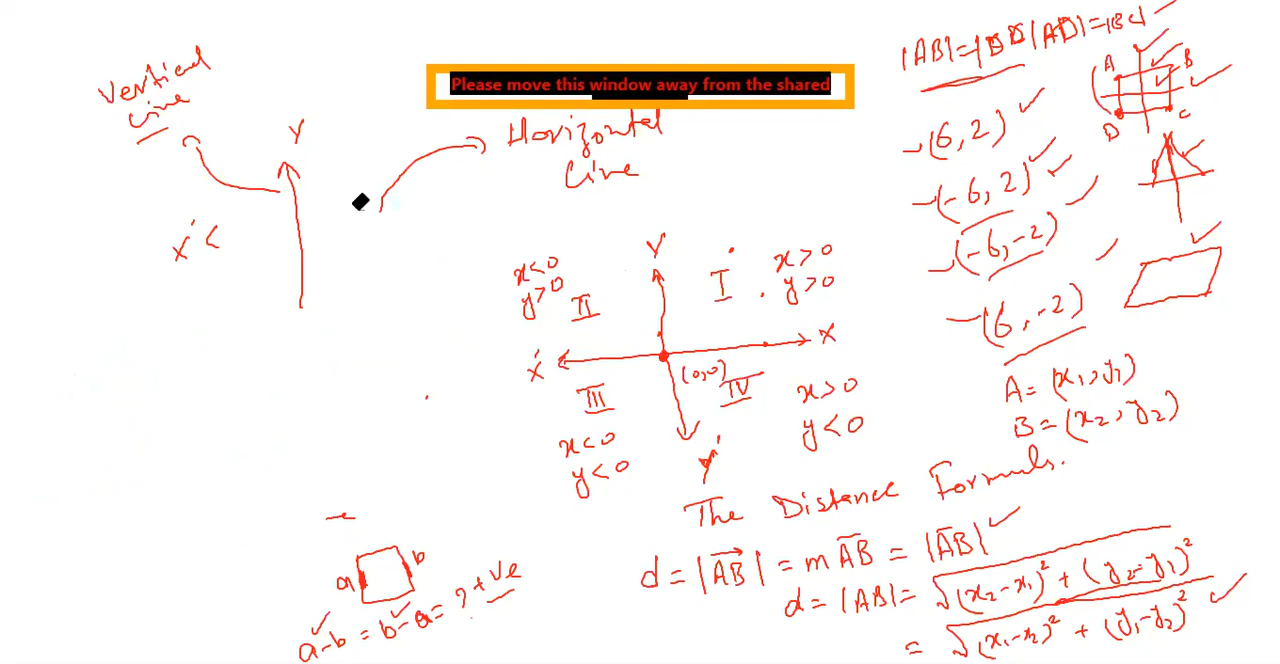 Please move this window away from the shared
Vertical
Line
Y
X' <
Horizontal
Line
|AB|=|DC| |AD|=|BC|
A
B
D
C
(6, 2)
(-6, 2)
(-6, -2)
(6, -2)
Y
x<0
y>0
II
I
x>0
y>0
X'
X
(0,0)
III
IV
x<0
y<0
x>0
y<0
Y'
A = (x₁, y₁)
B = (x₂, y₂)
The Distance Formula.
d = |AB| = mAB = |AB|
d = |AB| = √(x₂-x₁)² + (y₂-y₁)²
= √(x₁-x₂)² + (y₁-y₂)²
a
b
a-b = b-a = ? +ve